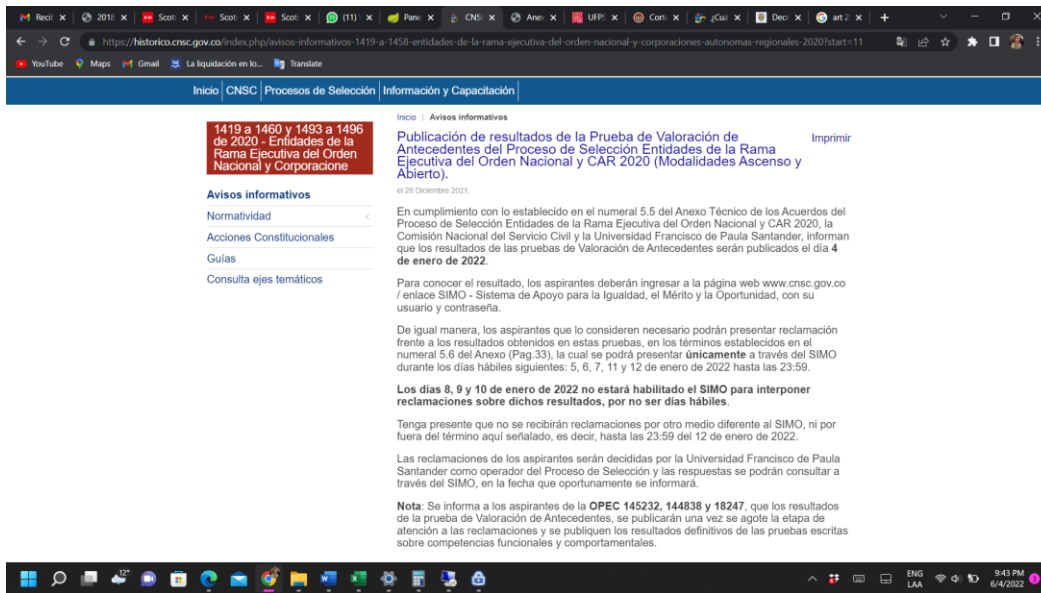 Recil
2018
Scoti
Scoti
Scoti
(11)
Pane
CNS
Ane
UFPS
Corte
¿Cuá
Deco
art 2
https://historico.cnsc.gov.co/index.php/avisos-informativos-1419-a-1458-entidades-de-la-rama-ejecutiva-del-orden-nacional-y-corporaciones-autonomas-regionales-2020?start=11
YouTube Maps Gmail La liquidación en lo... Translate
Inicio CNSC Procesos de Selección Información y Capacitación
1419 a 1460 y 1493 a 1496
de 2020 - Entidades de la
Rama Ejecutiva del Orden
Nacional y Corporacione
Avisos informativos
Normatividad
Acciones Constitucionales
Guías
Consulta ejes temáticos
Inicio | Avisos informativos
Publicación de resultados de la Prueba de Valoración de
Antecedentes del Proceso de Selección Entidades de la Rama
Ejecutiva del Orden Nacional y CAR 2020 (Modalidades Ascenso y
Abierto).
Imprimir
el 28 Diciembre 2021.
En cumplimiento con lo establecido en el numeral 5.5 del Anexo Técnico de los Acuerdos del
Proceso de Selección Entidades de la Rama Ejecutiva del Orden Nacional y CAR 2020, la
Comisión Nacional del Servicio Civil y la Universidad Francisco de Paula Santander, informan
que los resultados de las pruebas de Valoración de Antecedentes serán publicados el día 4
de enero de 2022.
Para conocer el resultado, los aspirantes deberán ingresar a la página web www.cnsc.gov.co
/ enlace SIMO - Sistema de Apoyo para la Igualdad, el Mérito y la Oportunidad, con su
usuario y contraseña.
De igual manera, los aspirantes que lo consideren necesario podrán presentar reclamación
frente a los resultados obtenidos en estas pruebas, en los términos establecidos en el
numeral 5.6 del Anexo (Pag.33), la cual se podrá presentar únicamente a través del SIMO
durante los días hábiles siguientes: 5, 6, 7, 11 y 12 de enero de 2022 hasta las 23:59.
Los días 8, 9 y 10 de enero de 2022 no estará habilitado el SIMO para interponer
reclamaciones sobre dichos resultados, por no ser días hábiles.
Tenga presente que no se recibirán reclamaciones por otro medio diferente al SIMO, ni por
fuera del término aquí señalado, es decir, hasta las 23:59 del 12 de enero de 2022.
Las reclamaciones de los aspirantes serán decididas por la Universidad Francisco de Paula
Santander como operador del Proceso de Selección y las respuestas se podrán consultar a
través del SIMO, en la fecha que oportunamente se informará.
Nota: Se informa a los aspirantes de la OPEC 145232, 144838 y 18247, que los resultados
de la prueba de Valoración de Antecedentes, se publicarán una vez se agote la etapa de
atención a las reclamaciones y se publiquen los resultados definitivos de las pruebas escritas
sobre competencias funcionales y comportamentales.
12°
ENG
LAA
9:43 PM
6/4/2022